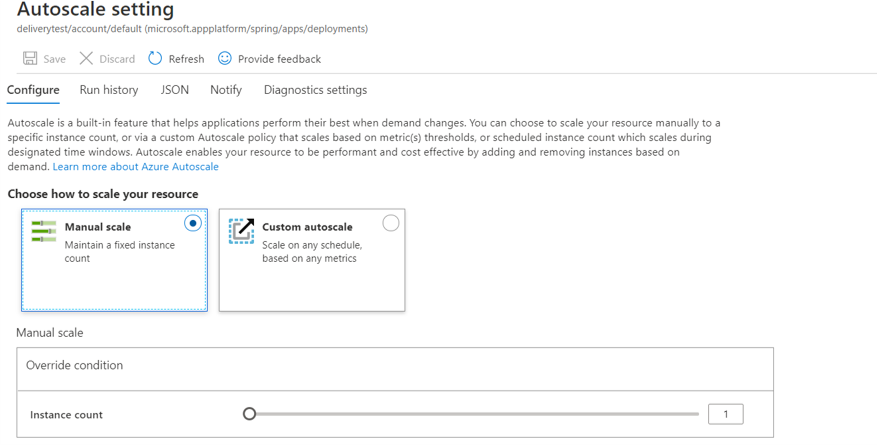 Autoscale setting
deliverytest/account/default (microsoft.appplatform/spring/apps/deployments)
Save Discard Refresh Provide feedback
Configure Run history JSON Notify Diagnostics settings
Autoscale is a built-in feature that helps applications perform their best when demand changes. You can choose to scale your resource manually to a
specific instance count, or via a custom Autoscale policy that scales based on metric(s) thresholds, or scheduled instance count which scales during
designated time windows. Autoscale enables your resource to be performant and cost effective by adding and removing instances based on
demand. Learn more about Azure Autoscale
Choose how to scale your resource
Manual scale
Maintain a fixed instance
count
Custom autoscale
Scale on any schedule,
based on any metrics
Manual scale
Override condition
Instance count 1